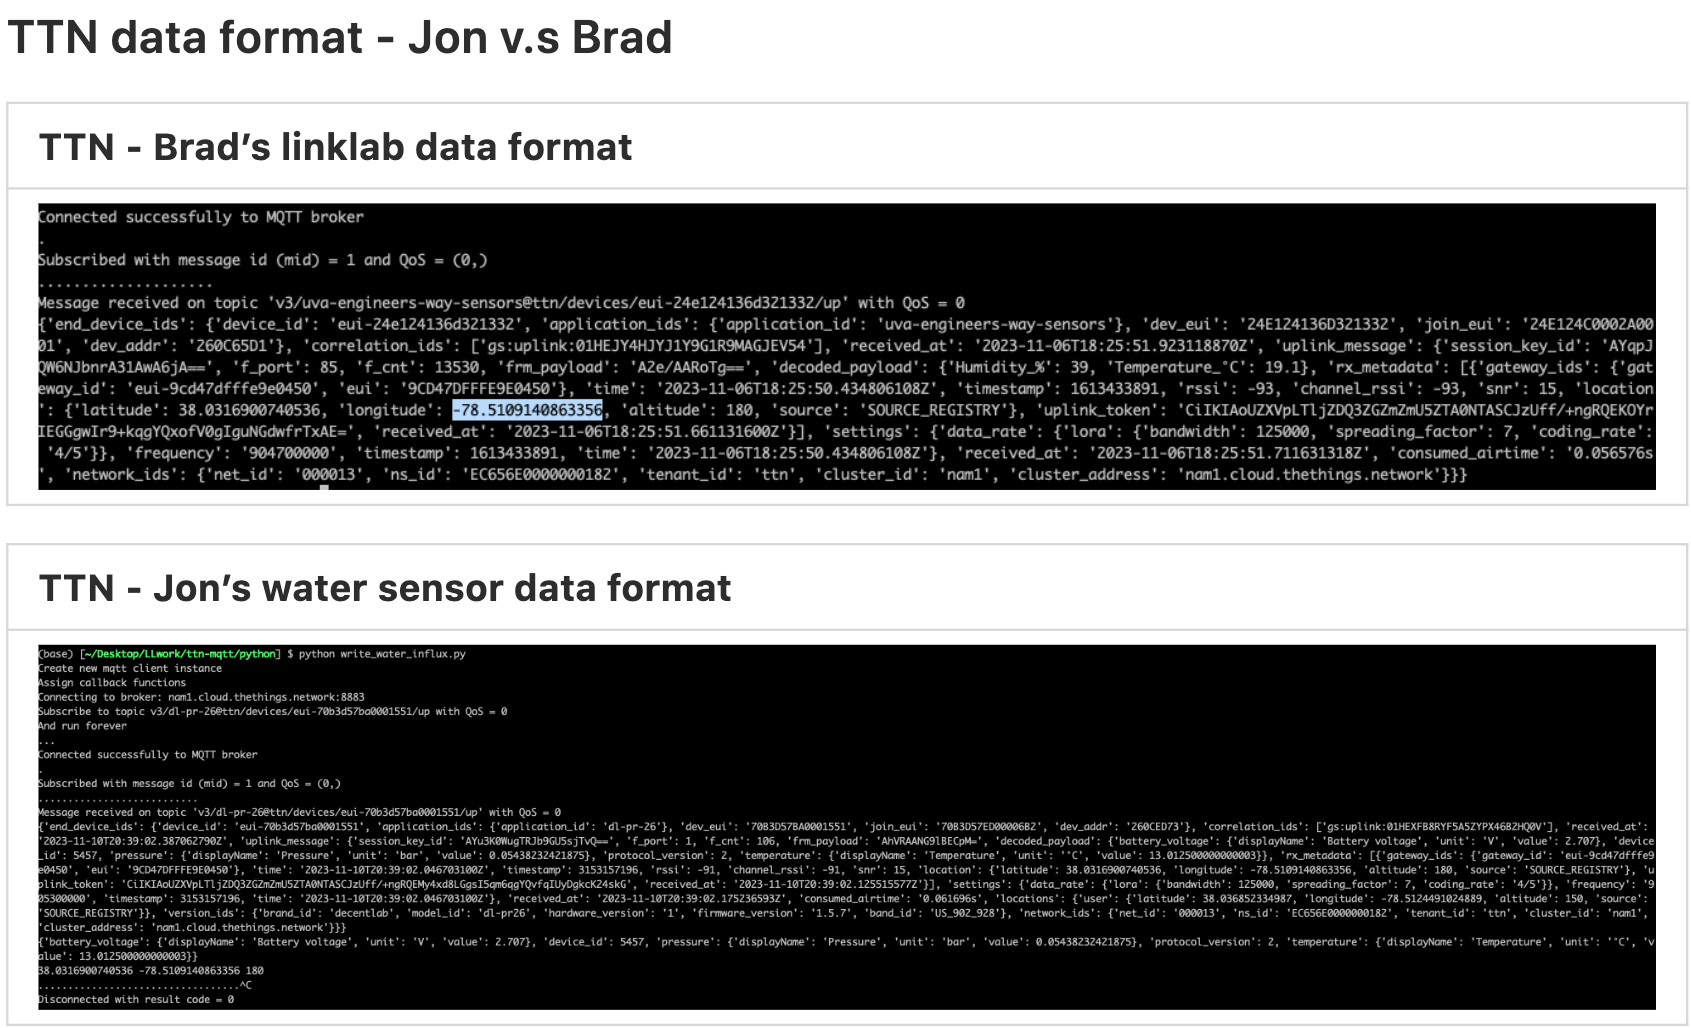 TTN data format - Jon v.s Brad
TTN - Brad's linklab data format
Connected successfully to MQTT broker
.
Subscribed with message id (mid) = 1 and QoS = (0,)
....................
Message received on topic 'v3/uva-engineers-way-sensors@ttn/devices/eui-24e124136d321332/up' with QoS = 0
{'end_device_ids': {'device_id': 'eui-24e124136d321332', 'application_ids': {'application_id': 'uva-engineers-way-sensors'}, 'dev_eui': '24E124136D321332', 'join_eui': '24E124C0002A00
01', 'dev_addr': '260C65D1'}, 'correlation_ids': ['gs:uplink:01HEJY4HJYJ1Y9G1R9MAGJEV54'], 'received_at': '2023-11-06T18:25:51.923118870Z', 'uplink_message': {'session_key_id': 'AYqpJ
QW6NJbnrA31AwA6jA==', 'f_port': 85, 'f_cnt': 13530, 'frm_payload': 'A2e/AARoTg==', 'decoded_payload': {'Humidity_%': 39, 'Temperature_°C': 19.1}, 'rx_metadata': [{'gateway_ids': {'gat
eway_id': 'eui-9cd47dfffe9e0450', 'eui': '9CD47DFFFE9E0450'}, 'time': '2023-11-06T18:25:50.434806108Z', 'timestamp': 1613433891, 'rssi': -93, 'channel_rssi': -93, 'snr': 15, 'location
': {'latitude': 38.0316900740536, 'longitude': -78.5109140863356, 'altitude': 180, 'source': 'SOURCE_REGISTRY'}, 'uplink_token': 'CiIKIAoUZXVpLTljZDQ3ZGZmZmU5ZTA0NTASCJzUff/+ngRQEKOYr
IEGGgwIr9+kqgYQxofV0gIguNGdwfrTxAE=', 'received_at': '2023-11-06T18:25:51.661131600Z'}], 'settings': {'data_rate': {'lora': {'bandwidth': 125000, 'spreading_factor': 7, 'coding_rate':
'4/5'}}, 'frequency': '904700000', 'timestamp': 1613433891, 'time': '2023-11-06T18:25:50.434806108Z'}, 'received_at': '2023-11-06T18:25:51.711631318Z', 'consumed_airtime': '0.056576s
', 'network_ids': {'net_id': '000013', 'ns_id': 'EC656E0000000182', 'tenant_id': 'ttn', 'cluster_id': 'nam1', 'cluster_address': 'nam1.cloud.thethings.network'}}}
TTN - Jon's water sensor data format
(base) [~/Desktop/LLwork/ttn-mqtt/python] $ python write_water_influx.py
Create new mqtt client instance
Assign callback functions
Connecting to broker: nam1.cloud.thethings.network:8883
Subscribe to topic v3/dl-pr-26@ttn/devices/eui-70b3d57ba0001551/up with QoS = 0
And run forever
...
Connected successfully to MQTT broker
.
Subscribed with message id (mid) = 1 and QoS = (0,)
...........................
Message received on topic 'v3/dl-pr-26@ttn/devices/eui-70b3d57ba0001551/up' with QoS = 0
{'end_device_ids': {'device_id': 'eui-70b3d57ba0001551', 'application_ids': {'application_id': 'dl-pr-26'}, 'dev_eui': '70B3D57BA0001551', 'join_eui': '70B3D57ED00006B2', 'dev_addr': '260CED73'}, 'correlation_ids': ['gs:uplink:01HEXFB8RYF5A5ZYPX46B2HQ0V'], 'received_at':
'2023-11-10T20:39:02.387062790Z', 'uplink_message': {'session_key_id': 'AYu3K0WugTRJb9GU5sjTvQ==', 'f_port': 1, 'f_cnt': 106, 'frm_payload': 'AhVRAANG9lBECpM=', 'decoded_payload': {'battery_voltage': {'displayName': 'Battery voltage', 'unit': 'V', 'value': 2.707}, 'device
_id': 5457, 'pressure': {'displayName': 'Pressure', 'unit': 'bar', 'value': 0.05438232421875}, 'protocol_version': 2, 'temperature': {'displayName': 'Temperature', 'unit': '°C', 'value': 13.012500000000003}}, 'rx_metadata': [{'gateway_ids': {'gateway_id': 'eui-9cd47dfffe9
e0450', 'eui': '9CD47DFFFE9E0450'}, 'time': '2023-11-10T20:39:02.046703100Z', 'timestamp': 3153157196, 'rssi': -91, 'channel_rssi': -91, 'snr': 15, 'location': {'latitude': 38.0316900740536, 'longitude': -78.5109140863356, 'altitude': 180, 'source': 'SOURCE_REGISTRY'}, 'u
plink_token': 'CiIKIAoUZXVpLTljZDQ3ZGZmZmU5ZTA0NTASCJzUff/+ngRQEMy4xd8LGgsI5qm6qgYQvfqIUyDgkcK24skG', 'received_at': '2023-11-10T20:39:02.125515577Z'}], 'settings': {'data_rate': {'lora': {'bandwidth': 125000, 'spreading_factor': 7, 'coding_rate': '4/5'}}, 'frequency': '9
05300000', 'timestamp': 3153157196, 'time': '2023-11-10T20:39:02.046703100Z'}, 'received_at': '2023-11-10T20:39:02.175236593Z', 'consumed_airtime': '0.061696s', 'locations': {'user': {'latitude': 38.036852334987, 'longitude': -78.5124491024889, 'altitude': 150, 'source':
'SOURCE_REGISTRY'}}, 'version_ids': {'brand_id': 'decentlab', 'model_id': 'dl-pr26', 'hardware_version': '1', 'firmware_version': '1.5.7', 'band_id': 'US_902_928'}, 'network_ids': {'net_id': '000013', 'ns_id': 'EC656E0000000182', 'tenant_id': 'ttn', 'cluster_id': 'nam1',
'cluster_address': 'nam1.cloud.thethings.network'}}}
{'battery_voltage': {'displayName': 'Battery voltage', 'unit': 'V', 'value': 2.707}, 'device_id': 5457, 'pressure': {'displayName': 'Pressure', 'unit': 'bar', 'value': 0.05438232421875}, 'protocol_version': 2, 'temperature': {'displayName': 'Temperature', 'unit': '°C', 'v
alue': 13.012500000000003}}
38.0316900740536 -78.5109140863356 180
..................................^C
Disconnected with result code = 0